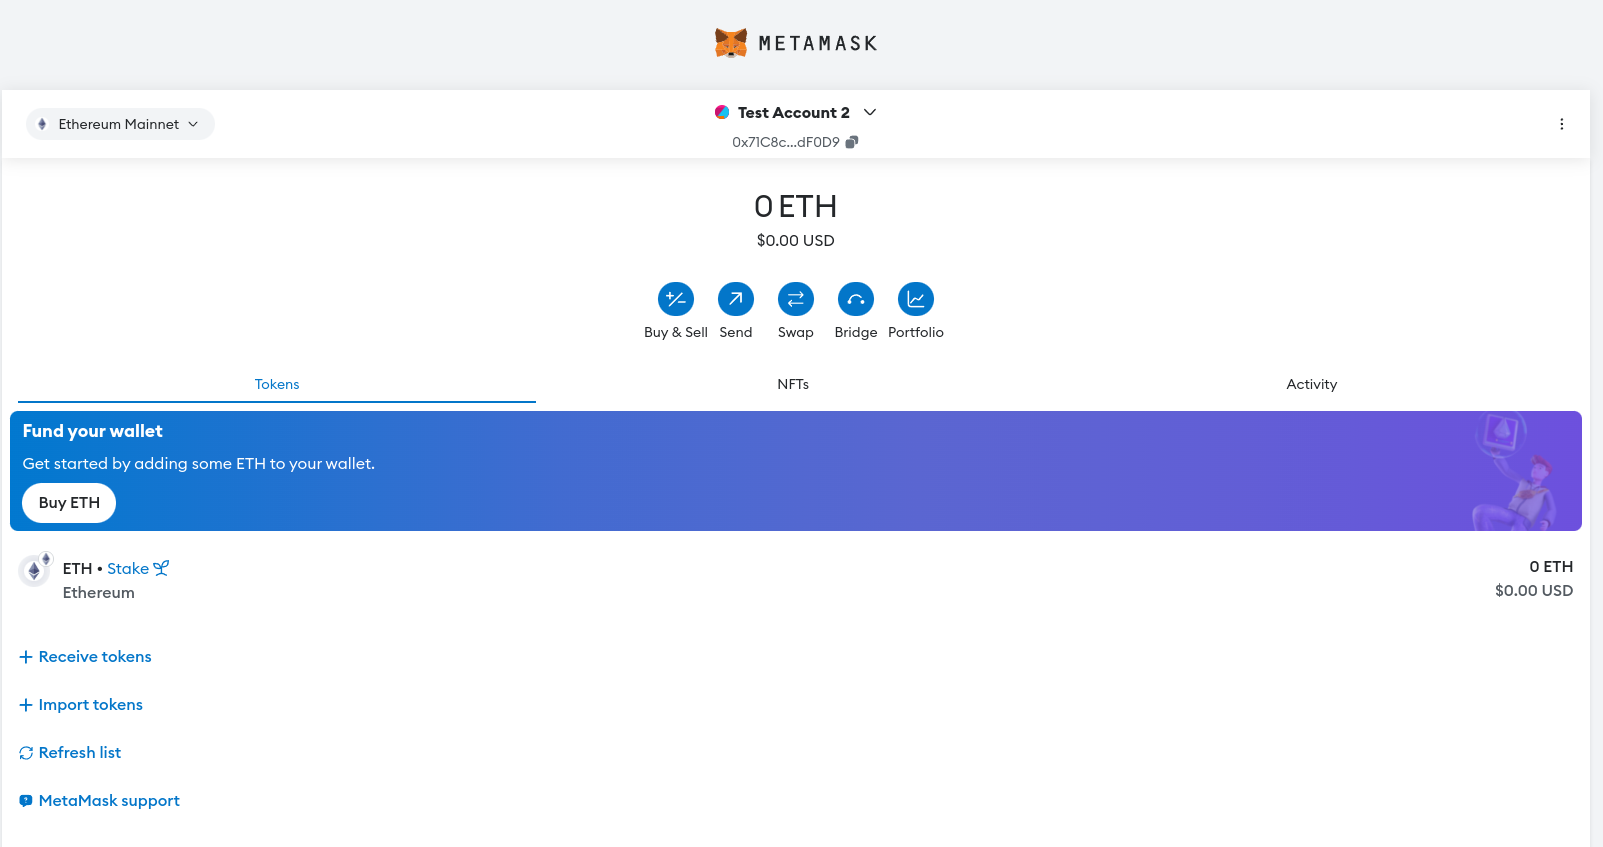 METAMASK
Ethereum Mainnet
Test Account 2
0x71C8c...dF0D9
0 ETH
$0.00 USD
Buy & Sell
Send
Swap
Bridge
Portfolio
Tokens
NFTs
Activity
Fund your wallet
Get started by adding some ETH to your wallet.
Buy ETH
ETH • Stake
0 ETH
Ethereum
$0.00 USD
Receive tokens
Import tokens
Refresh list
MetaMask support